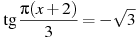 tg π(x + 2)/3 = −√3